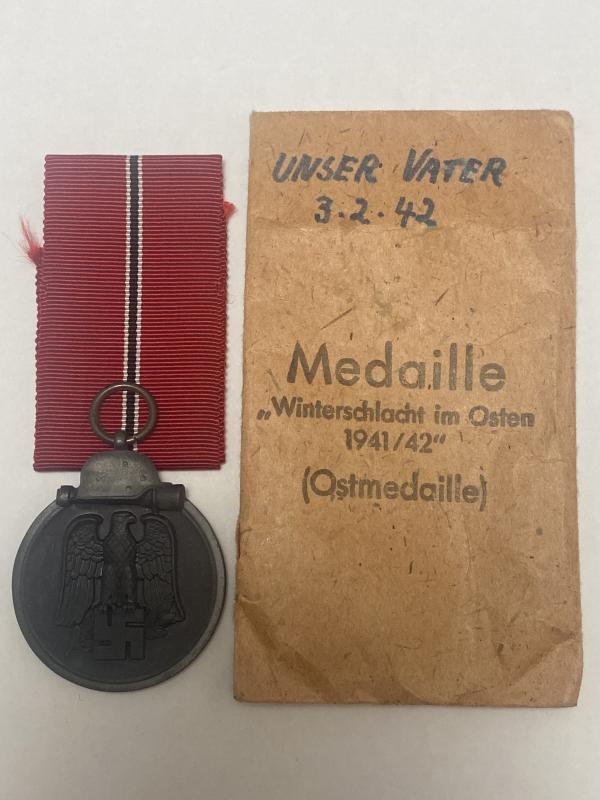 UNSER VATER
3.2.42
Medaille
„Winterschlacht im Osten
1941/42“
(Ostmedaille)